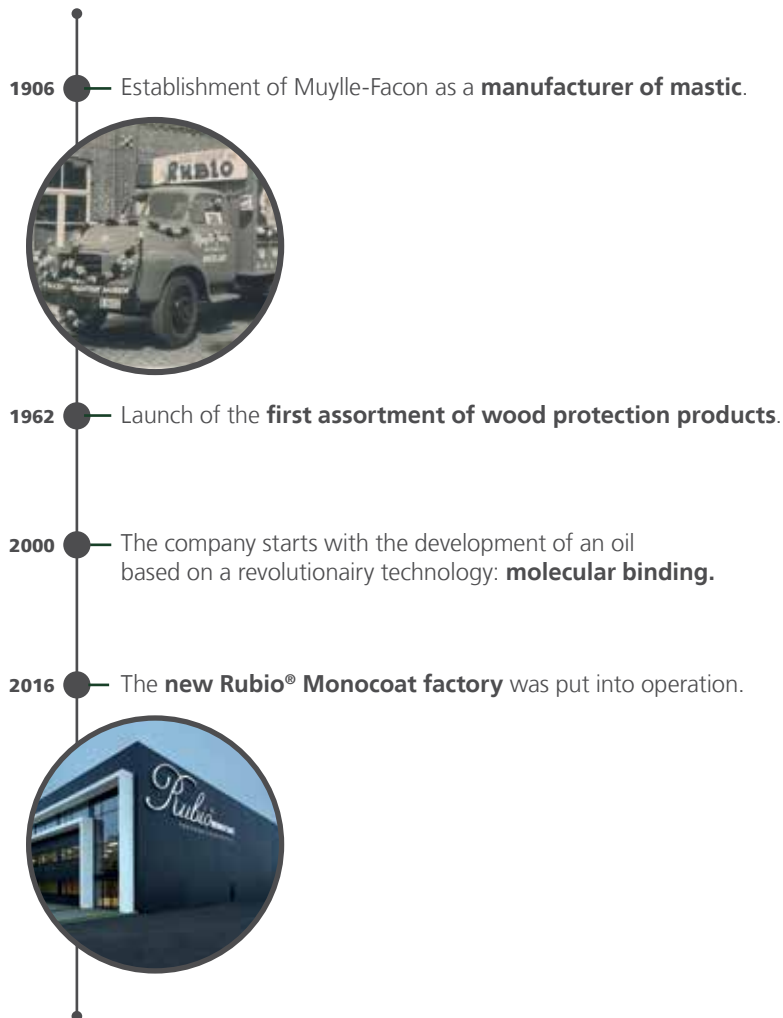 1906 Establishment of Muylle-Facon as a manufacturer of mastic.
RUBIO
1962 Launch of the first assortment of wood protection products.
2000 The company starts with the development of an oil
based on a revolutionairy technology: molecular binding.
2016 The new Rubio® Monocoat factory was put into operation.
Rubio
MONOCOAT